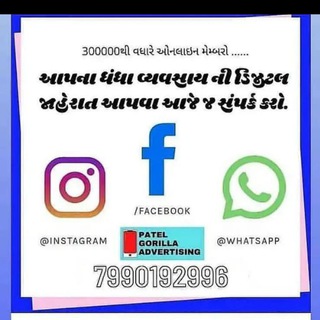 300000થી વધારે ઓનલાઇન મેમ્બરો ......
આપના ધંધા વ્યવસાય ની ડિજીટલ
જાહેરાત આપવા આજે જ સંપર્ક કરો.
/FACEBOOK
@INSTAGRAM
PATEL
GORILLA
ADVERTISING
@WHATSAPP
7990192996